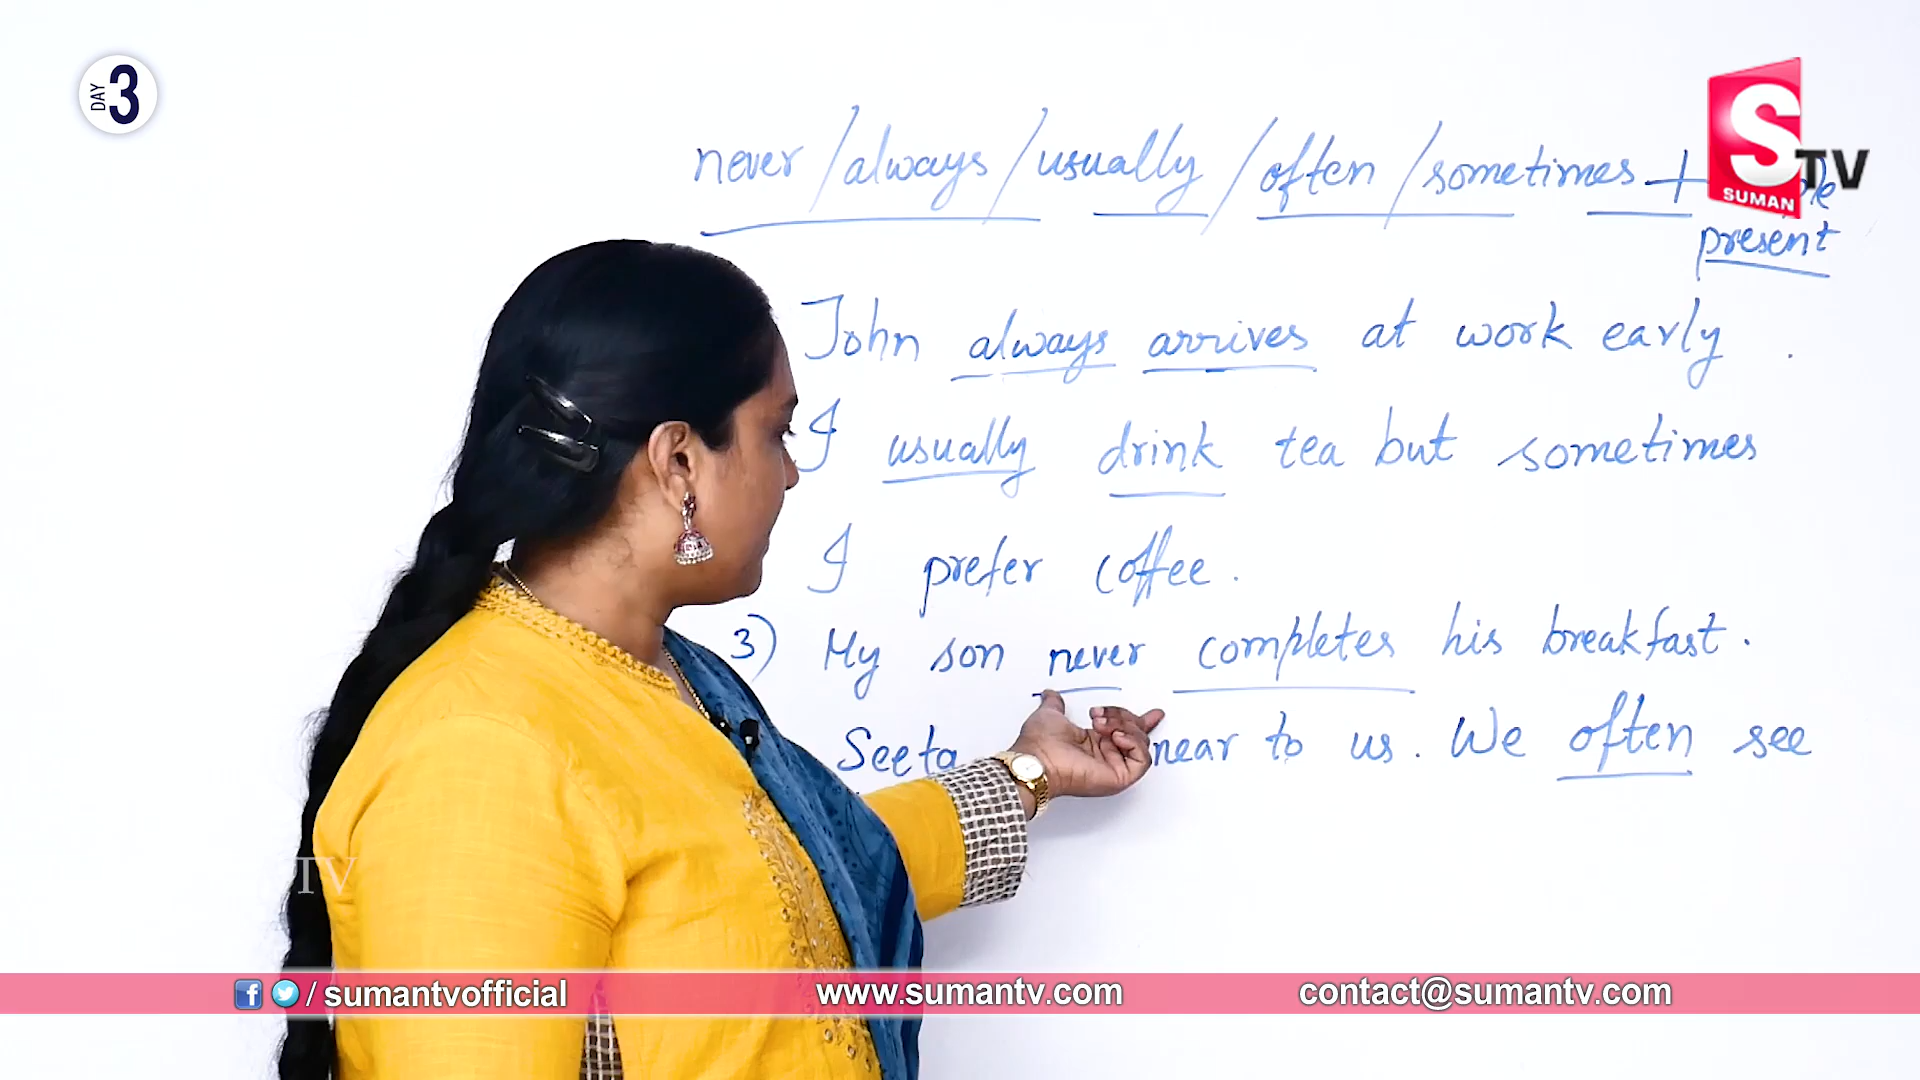 DAY 3
S TV
SUMAN
never / always / usually / often / sometimes +
present
John always arrives at work early .
I usually drink tea but sometimes
I prefer coffee .
3) My son never completes his breakfast .
Seeta near to us . We often see
TV
/ sumantvofficial
www.sumantv.com
contact@sumantv.com